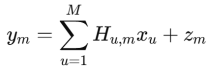 y_m = \sum_{u=1}^{M} H_{u,m} x_u + z_m